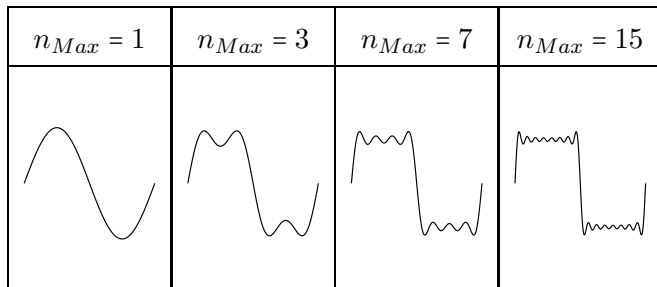 n_{Max} = 1 n_{Max} = 3 n_{Max} = 7 n_{Max} = 15